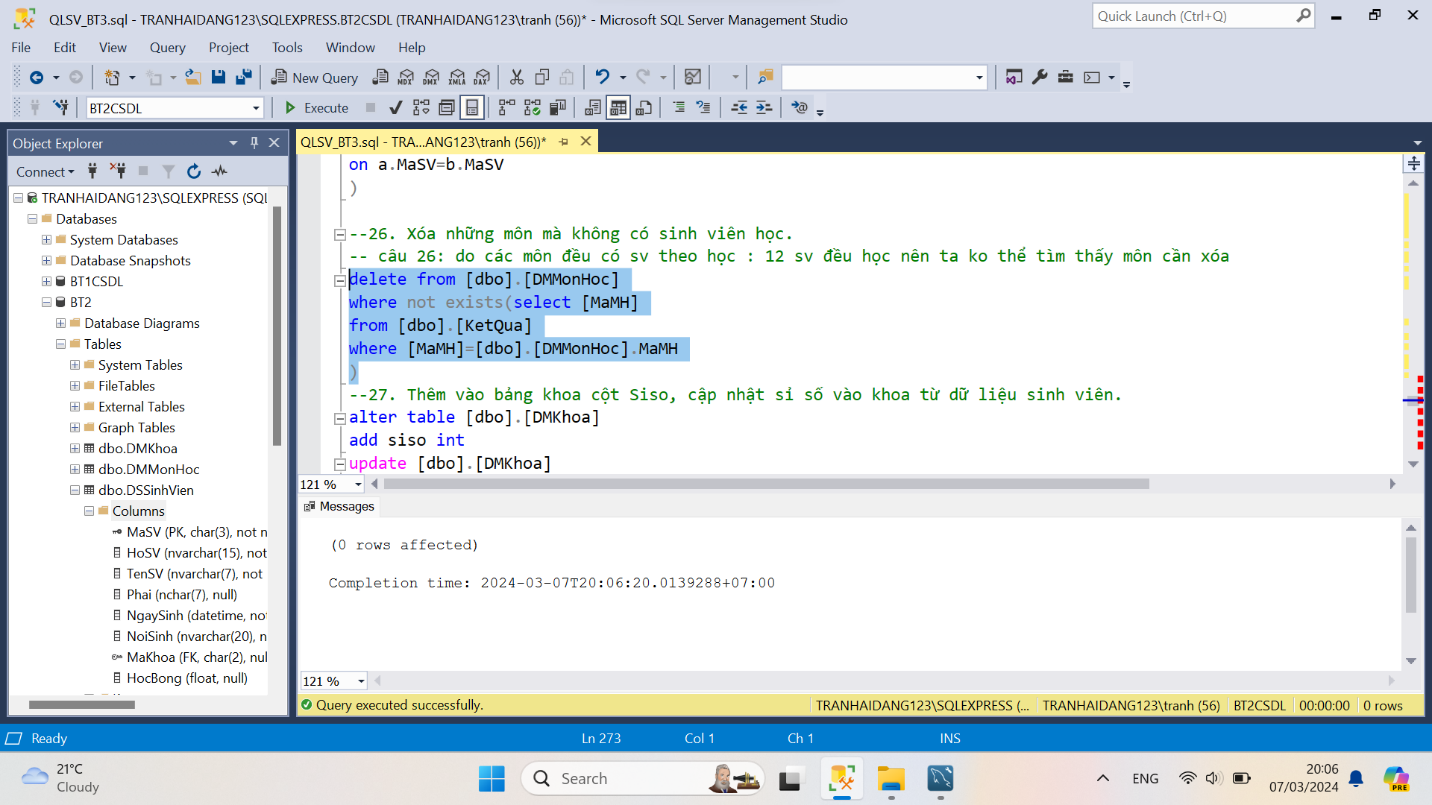 QLSV_BT3.sql - TRANHAIDANG123\SQLEXPRESS.BT2CSDL (TRANHAIDANG123\tranh (56))* - Microsoft SQL Server Management Studio
Quick Launch (Ctrl+Q)
File Edit View Query Project Tools Window Help
New Query MDX DMX XMLA DAX
BT2CSDL Execute
Object Explorer
QLSV_BT3.sql - TRA...ANG123\tranh (56))*
Connect
TRANHAIDANG123\SQLEXPRESS (SQL
Databases
System Databases
Database Snapshots
BT1CSDL
BT2
Database Diagrams
Tables
System Tables
FileTables
External Tables
Graph Tables
dbo.DMKhoa
dbo.DMMonHoc
dbo.DSSinhVien
Columns
MaSV (PK, char(3), not n
HoSV (nvarchar(15), not
TenSV (nvarchar(7), not
Phai (nchar(7), null)
NgaySinh (datetime, not
NoiSinh (nvarchar(20), n
MaKhoa (FK, char(2), nul
HocBong (float, null)
on a.MaSV=b.MaSV
)
--26. Xóa những môn mà không có sinh viên học.
-- câu 26: do các môn đều có sv theo học : 12 sv đều học nên ta ko thể tìm thấy môn cần xóa
delete from [dbo].[DMMonHoc]
where not exists(select [MaMH]
from [dbo].[KetQua]
where [MaMH]=[dbo].[DMMonHoc].MaMH
)
--27. Thêm vào bảng khoa cột Siso, cập nhật sỉ số vào khoa từ dữ liệu sinh viên.
alter table [dbo].[DMKhoa]
add siso int
update [dbo].[DMKhoa]
121 %
Messages
(0 rows affected)
Completion time: 2024-03-07T20:06:20.0139288+07:00
121 %
Query executed successfully. TRANHAIDANG123\SQLEXPRESS (... TRANHAIDANG123\tranh (56) BT2CSDL 00:00:00 0 rows
Ready Ln 273 Col 1 Ch 1 INS
21°C
Cloudy
Search
ENG
20:06
07/03/2024
PRE